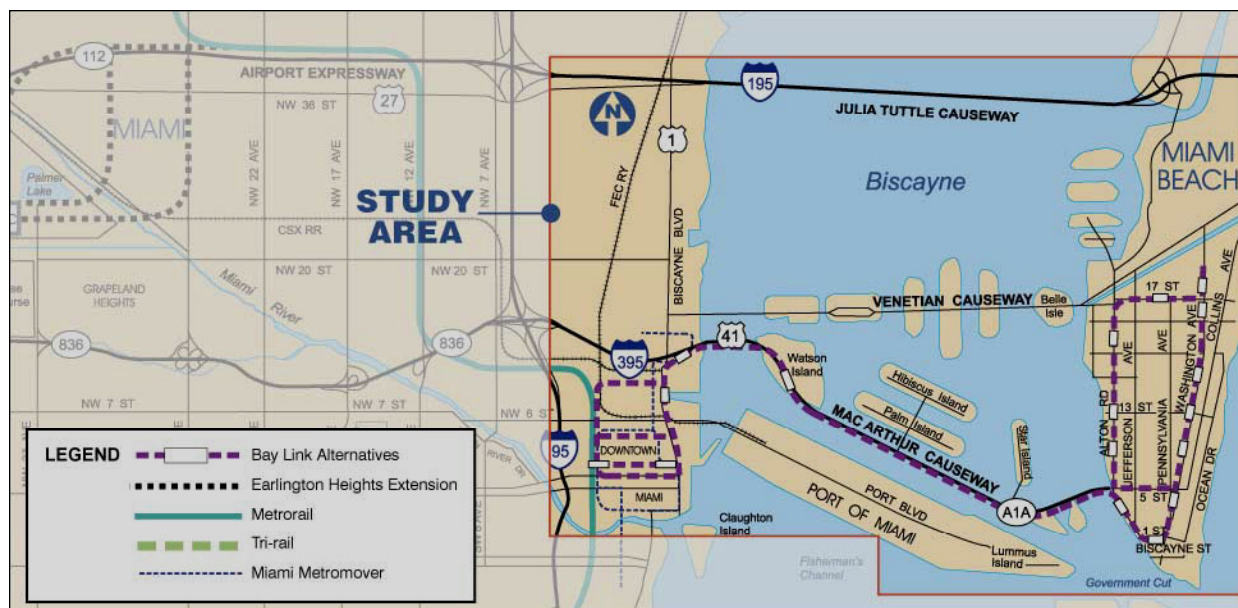 112
AIRPORT EXPRESSWAY
195
JULIA TUTTLE CAUSEWAY
NW 36 ST
27
N
MIAMI
NW 22 AVE
NW 17 AVE
NW 12 AVE
NW 7 AVE
FEC RY
1
BISCAYNE BLVD
MIAMI
BEACH
Palmer
Lake
STUDY
AREA
Biscayne
CSX RR
NW 20 ST
NW 20 ST
GRAPELAND
HEIGHTS
Miami
River
VENETIAN CAUSEWAY
Belle
Isle
17 ST
COLLINS AVE
836
836
395
41
Watson
Island
Hibiscus Island
Palm Island
Star Island
MAC ARTHUR CAUSEWAY
ALTON RD
JEFFERSON AVE
PENNSYLVANIA AVE
WASHINGTON AVE
OCEAN DR
13 ST
NW 7 ST
NW 7 ST
NW 6 ST
95
DOWNTOWN
MIAMI
RIVER DR
SW 8 AVE
PORT BLVD
PORT OF MIAMI
A1A
5 ST
1 ST
BISCAYNE ST
Claughton
Island
Lummus
Island
Fisherman's
Channel
Government Cut
LEGEND
Bay Link Alternatives
Earlington Heights Extension
Metrorail
Tri-rail
Miami Metromover